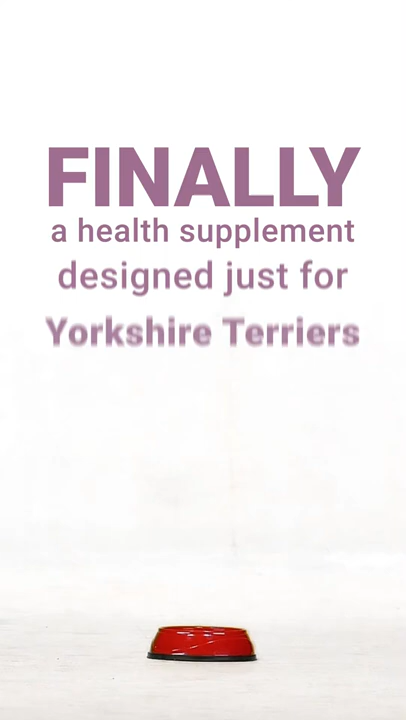 FINALLY
a health supplement
designed just for
Yorkshire Terriers